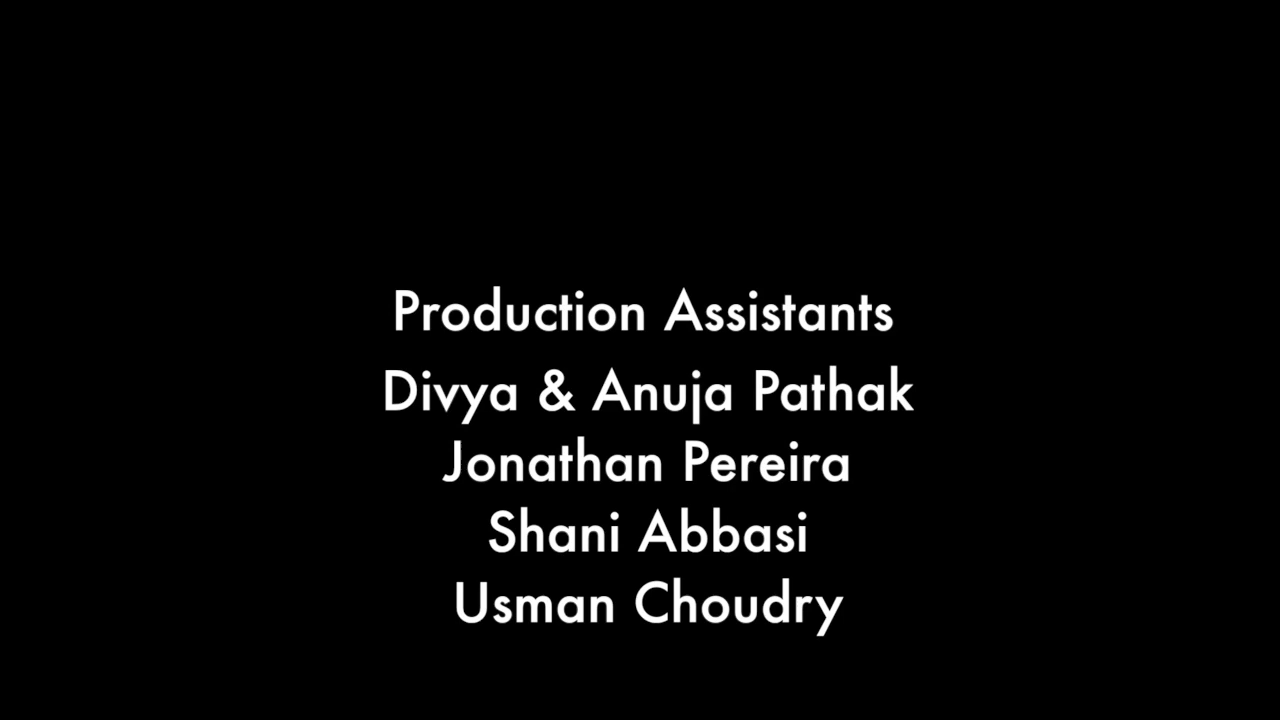 Production Assistants
Divya & Anuja Pathak
Jonathan Pereira
Shani Abbasi
Usman Choudry